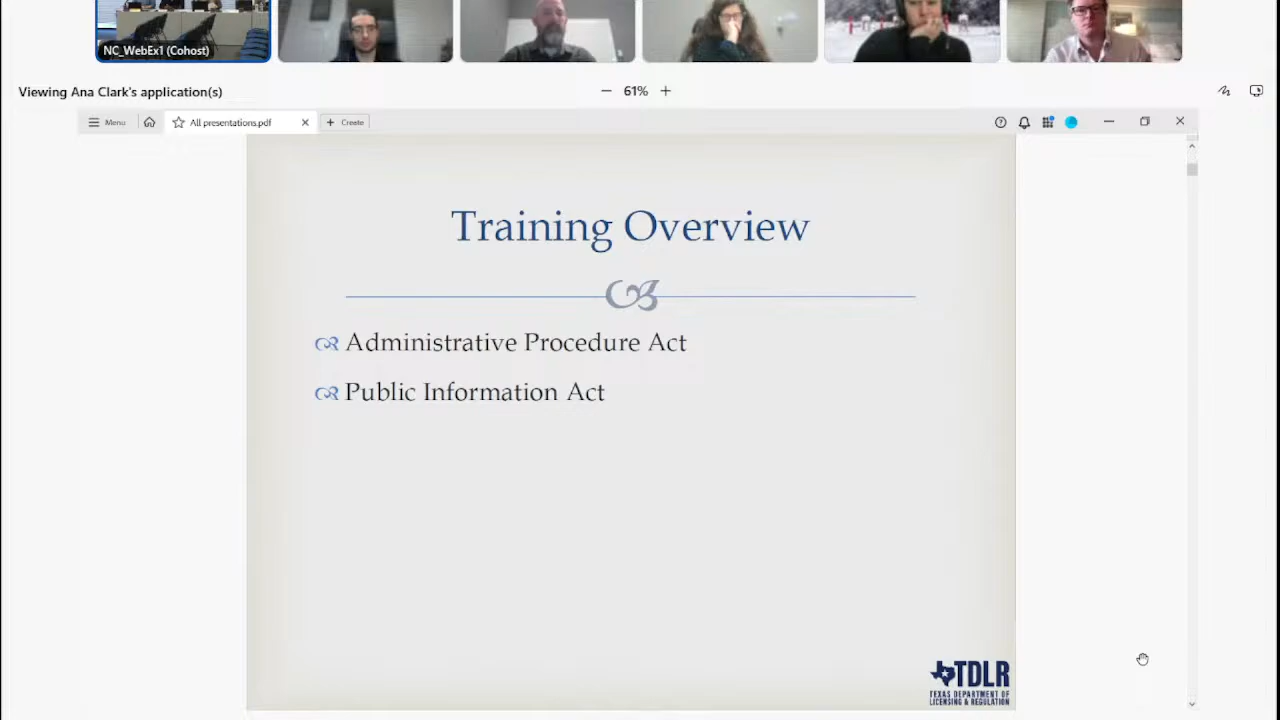 NC_WebEx1 (Cohost)
Viewing Ana Clark's application(s)
61%
Menu
All presentations.pdf
Create
Training Overview
Administrative Procedure Act
Public Information Act
TDLR
TEXAS DEPARTMENT OF
LICENSING & REGULATION